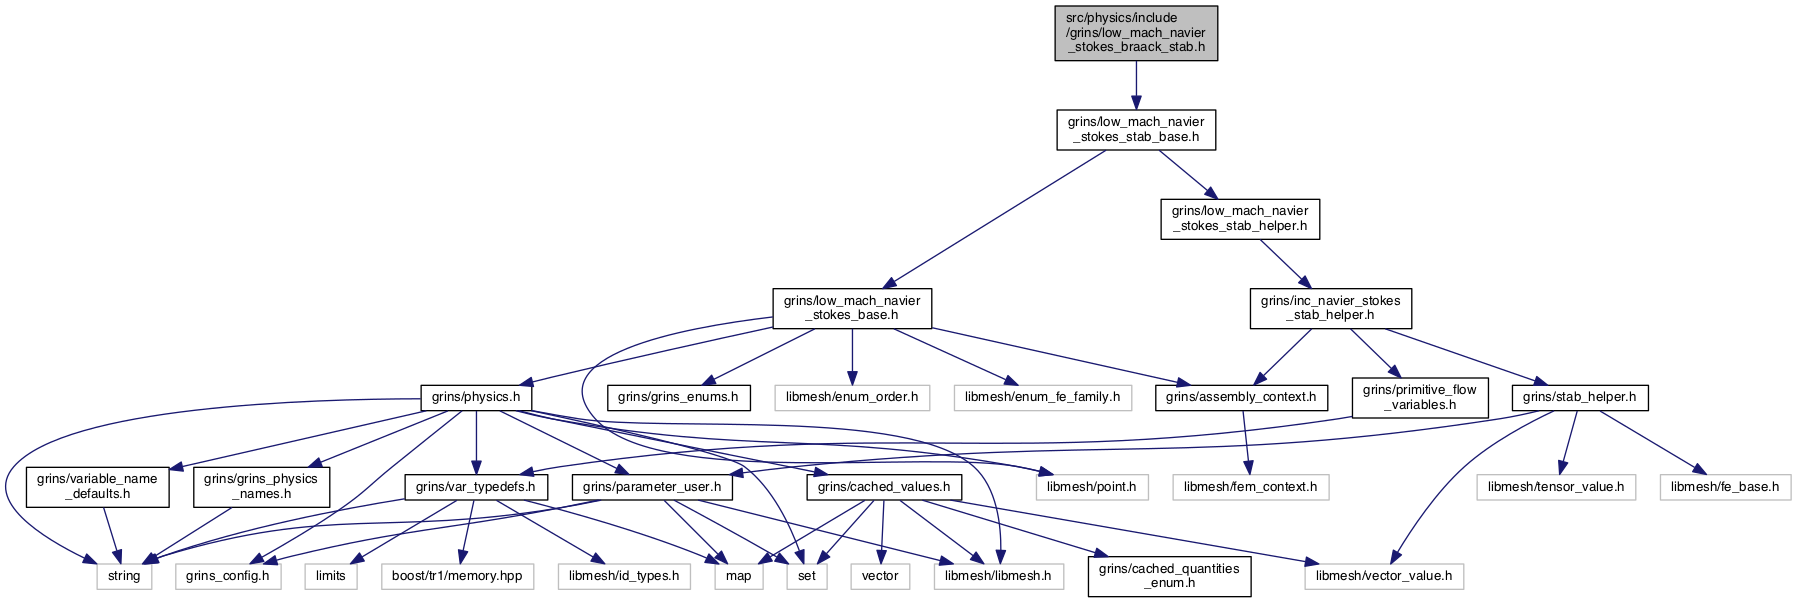 src/physics/include
/grins/low_mach_navier
_stokes_braack_stab.h
grins/low_mach_navier
_stokes_stab_base.h
grins/low_mach_navier
_stokes_stab_helper.h
grins/low_mach_navier
_stokes_base.h
grins/inc_navier_stokes
_stab_helper.h
grins/physics.h
grins/grins_enums.h
libmesh/enum_order.h
libmesh/enum_fe_family.h
grins/assembly_context.h
grins/primitive_flow
_variables.h
grins/stab_helper.h
grins/variable_name
_defaults.h
grins/grins_physics
_names.h
grins/var_typedefs.h
grins/parameter_user.h
grins/cached_values.h
libmesh/point.h
libmesh/fem_context.h
libmesh/tensor_value.h
libmesh/fe_base.h
string
grins_config.h
limits
boost/tr1/memory.hpp
libmesh/id_types.h
map
set
vector
libmesh/libmesh.h
grins/cached_quantities
_enum.h
libmesh/vector_value.h